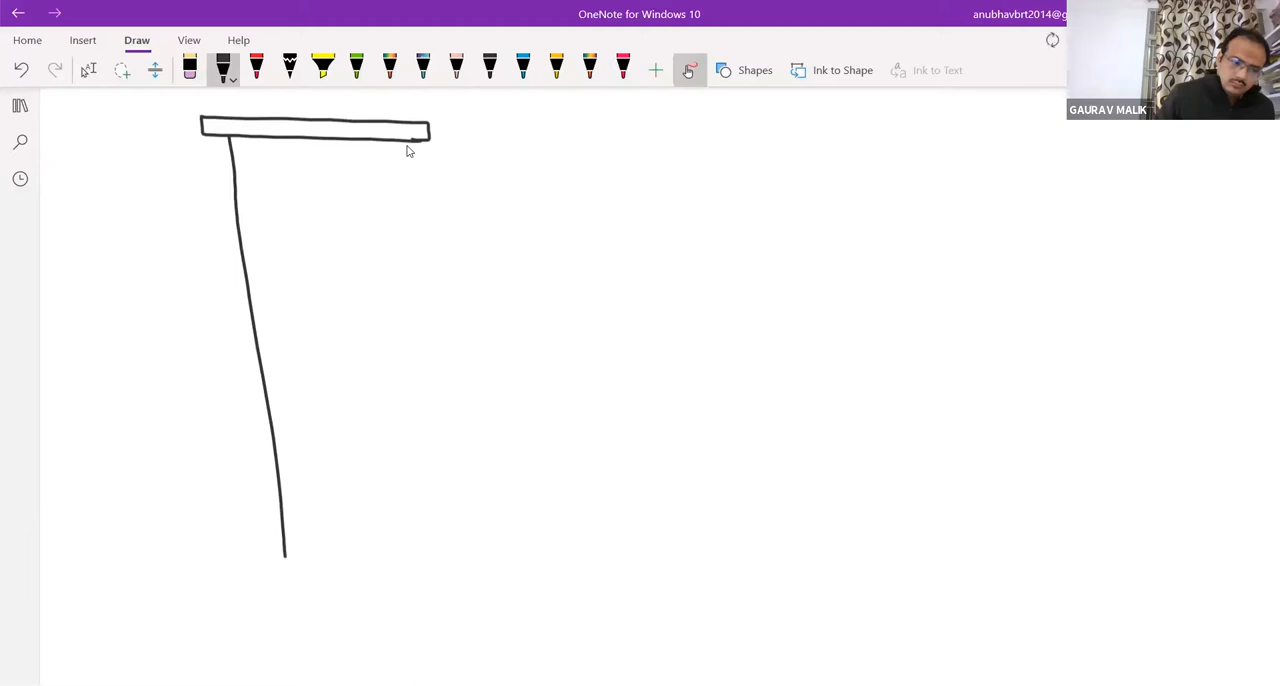 OneNote for Windows 10
anubhavbrt2014@g
Home Insert Draw View Help
Shapes Ink to Shape Ink to Text
GAURAV MALIK